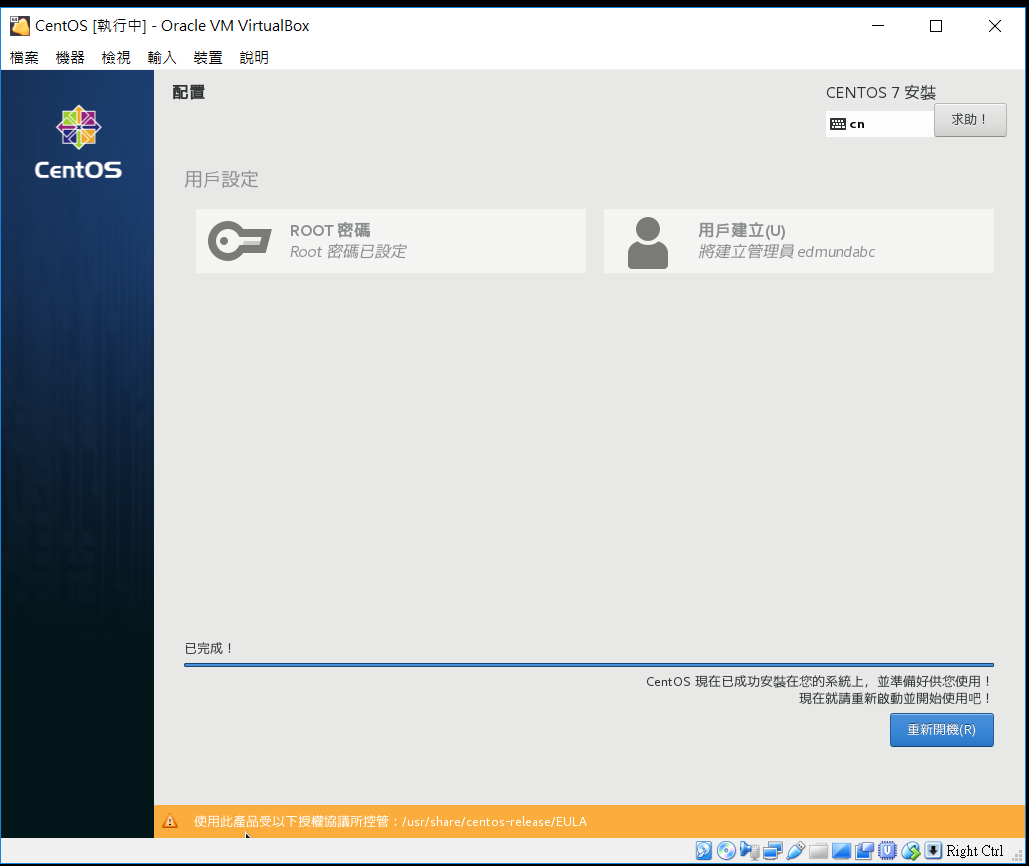 CentOS [執行中] - Oracle VM VirtualBox
檔案 機器 檢視 輸入 裝置 說明
CentOS
配置
CENTOS 7 安裝
cn
求助！
用戶設定
ROOT 密碼
Root 密碼已設定
用戶建立(U)
將建立管理員 edmundabc
已完成！
CentOS 現在已成功安裝在您的系統上，並準備好供您使用！
現在就請重新啟動並開始使用吧！
重新開機(R)
使用此產品受以下授權協議所控管：/usr/share/centos-release/EULA
Right Ctrl